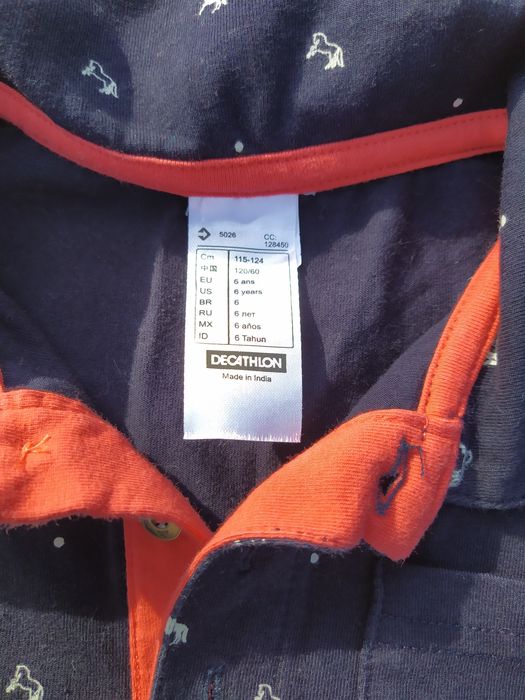 5026 CC: 128450
Cm 115-124
中国 120/60
EU 6 ans
US 6 years
BR 6
RU 6 лет
MX 6 años
ID 6 Tahun
DECATHLON
Made in India